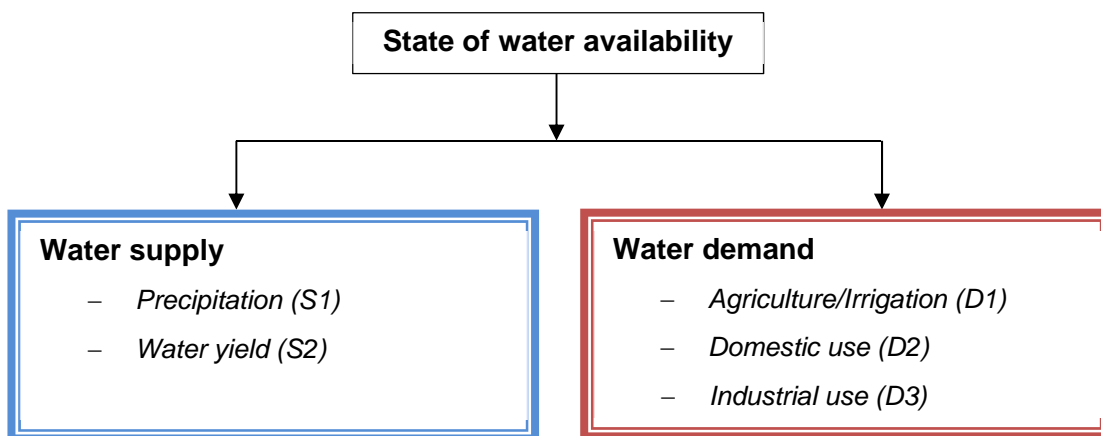 State of water availability
Water supply
– Precipitation (S1)
– Water yield (S2)
Water demand
– Agriculture/Irrigation (D1)
– Domestic use (D2)
– Industrial use (D3)